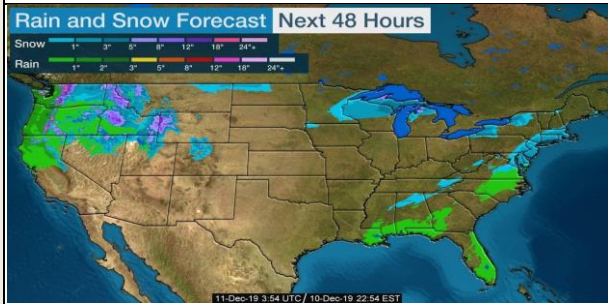 Rain and Snow Forecast Next 48 Hours
Snow
1" 3" 5" 8" 12" 18" 24"+
Rain
1" 2" 3" 5" 8" 12" 18" 24"+
11-Dec-19 3:54 UTC / 10-Dec-19 22:54 EST